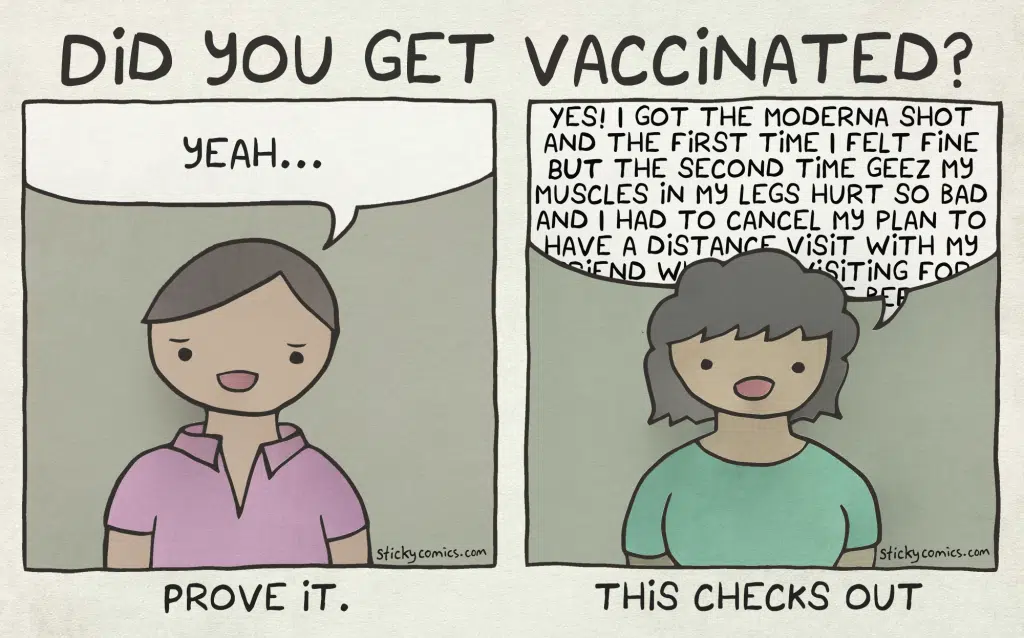 DiD YOU GET VACCiNATED?
YEAH...
stickycomics.com
PROVE iT.
YES! I GOT THE MODERNA SHOT
AND THE FiRST TiME I FELT FiNE
BUT THE SECOND TiME GEEZ MY
MUSCLES iN MY LEGS HURT SO BAD
AND I HAD TO CANCEL MY PLAN TO
HAVE A DiSTANCE ViSiT WiTH MY
ViSiTiNG FOR
stickycomics.com
THiS CHECKS OUT